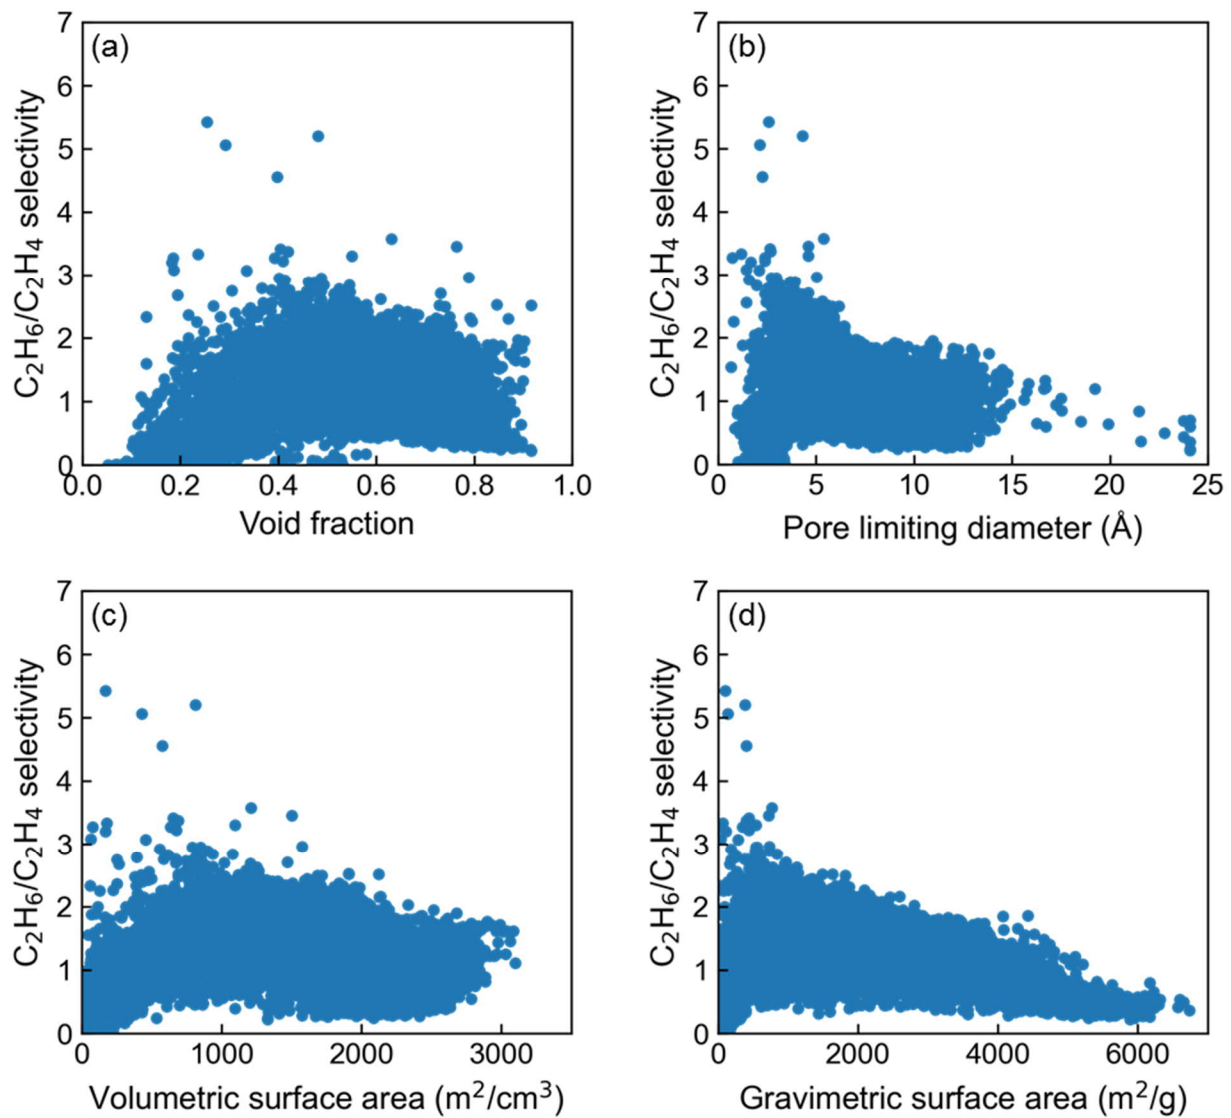 (a)
C₂H₆/C₂H₄ selectivity
7
6
5
4
3
2
1
0
0.0 0.2 0.4 0.6 0.8 1.0
Void fraction
(b)
C₂H₆/C₂H₄ selectivity
7
6
5
4
3
2
1
0
0 5 10 15 20 25
Pore limiting diameter (Å)
(c)
C₂H₆/C₂H₄ selectivity
7
6
5
4
3
2
1
0
0 1000 2000 3000
Volumetric surface area (m²/cm³)
(d)
C₂H₆/C₂H₄ selectivity
7
6
5
4
3
2
1
0
0 2000 4000 6000
Gravimetric surface area (m²/g)